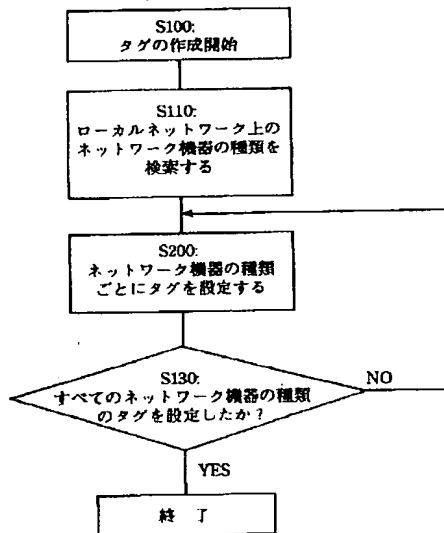 S100:
タグの作成開始
S110:
ローカルネットワーク上の
ネットワーク機器の種類を
検索する
S200:
ネットワーク機器の種類
ごとにタグを設定する
S130:
すべてのネットワーク機器の種類
のタグを設定したか？
NO
YES
終 了